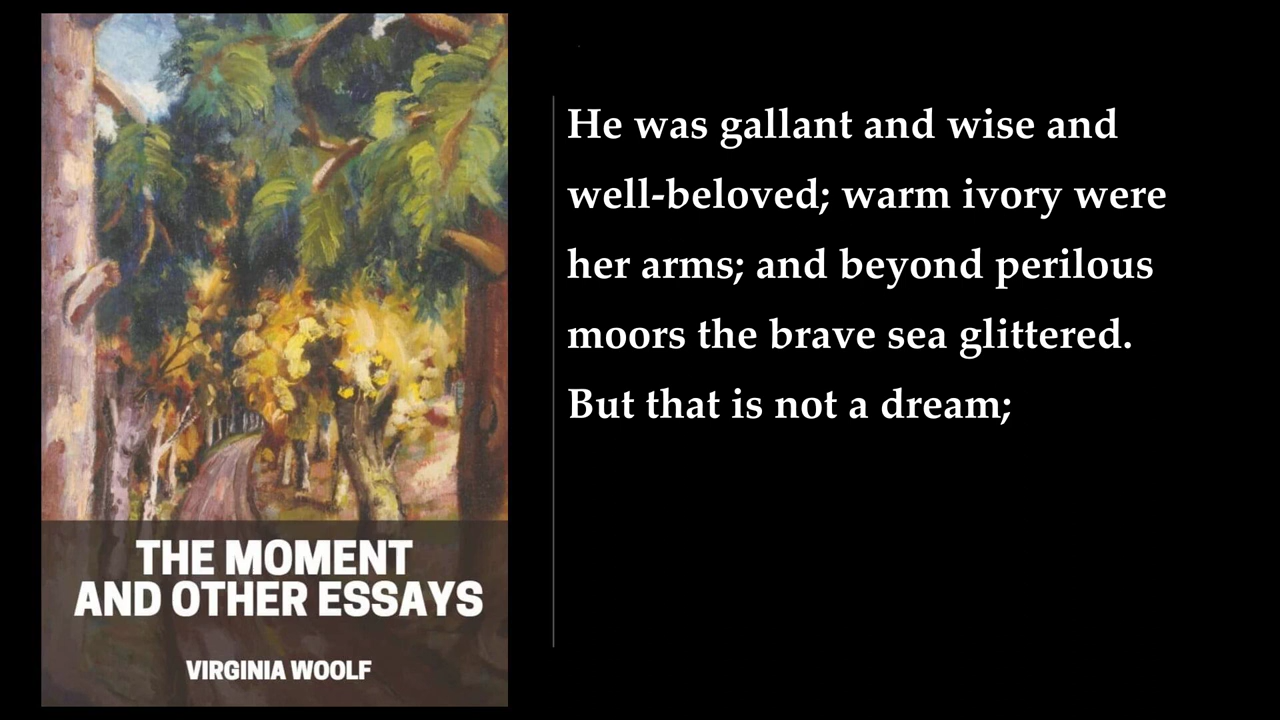 THE MOMENT
AND OTHER ESSAYS
VIRGINIA WOOLF
He was gallant and wise and
well-beloved; warm ivory were
her arms; and beyond perilous
moors the brave sea glittered.
But that is not a dream;